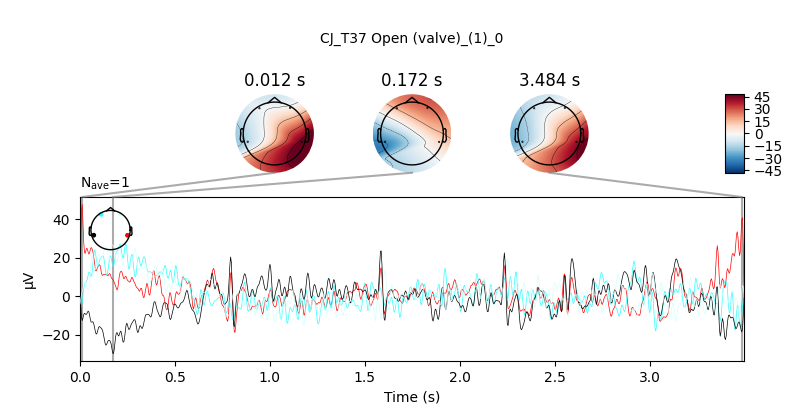 CJ_T37 Open (valve)_(1)_0
0.012 s 0.172 s 3.484 s
45
30
15
0
−15
−30
−45
Nave=1
40
20
0
−20
µV
0.0 0.5 1.0 1.5 2.0 2.5 3.0
Time (s)